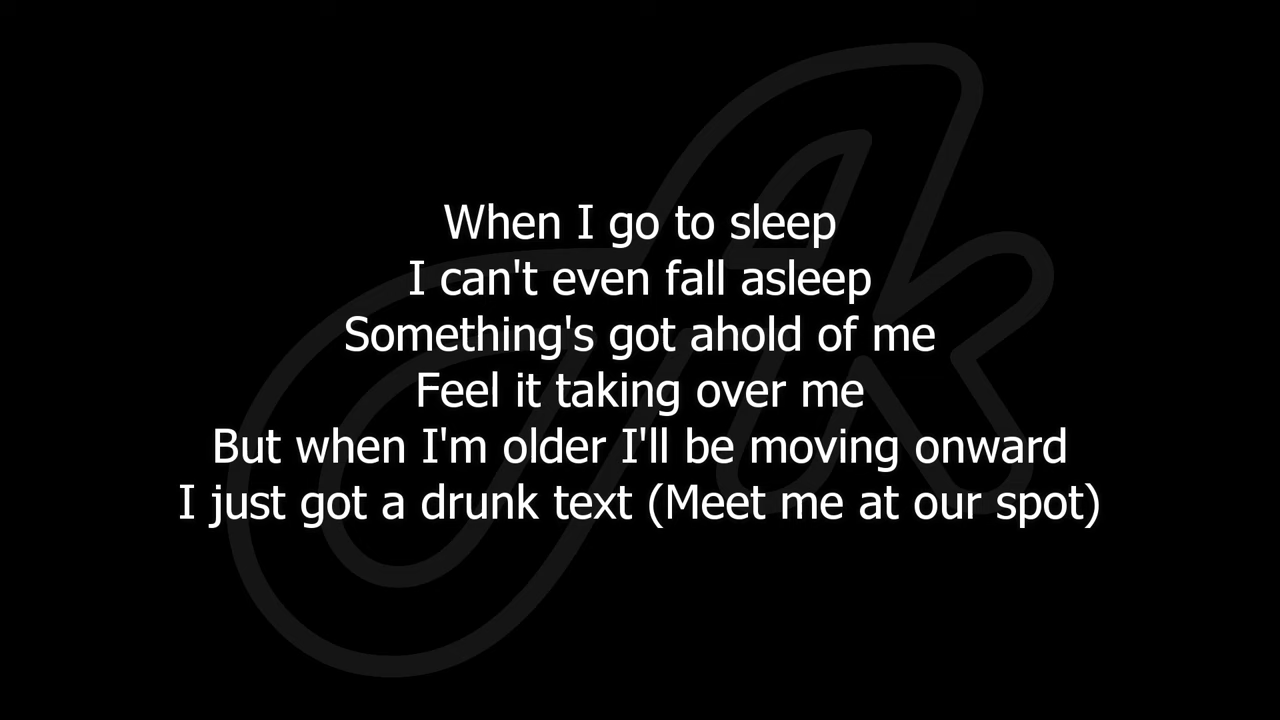 When I go to sleep
I can't even fall asleep
Something's got ahold of me
Feel it taking over me
But when I'm older I'll be moving onward
I just got a drunk text (Meet me at our spot)